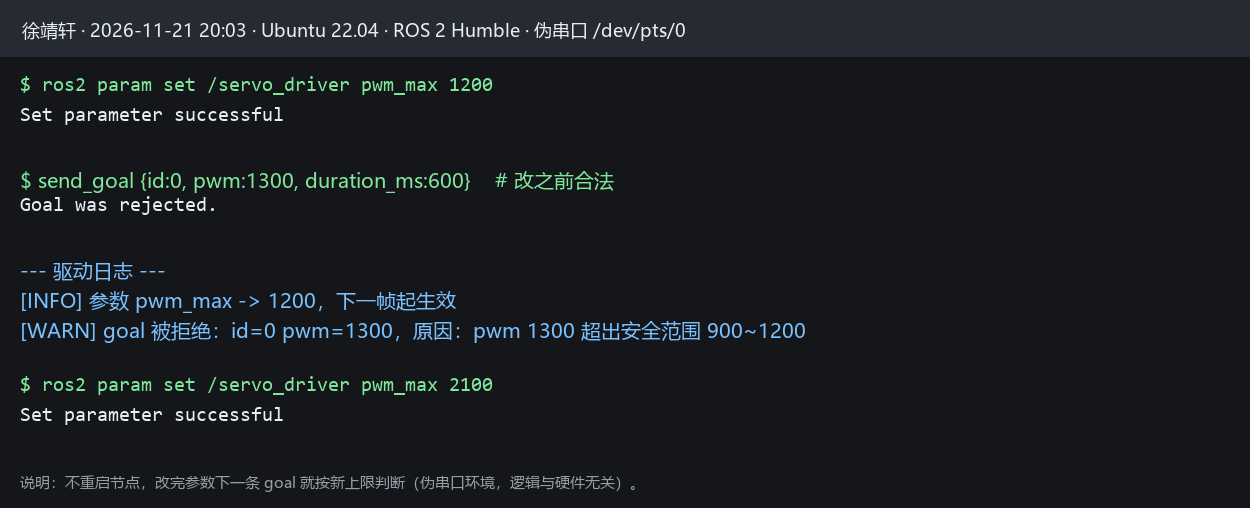 徐靖轩 · 2026-11-21 20:03 · Ubuntu 22.04 · ROS 2 Humble · 伪串口 /dev/pts/0
$ ros2 param set /servo_driver pwm_max 1200
Set parameter successful
$ send_goal {id:0, pwm:1300, duration_ms:600}    # 改之前合法
Goal was rejected.
--- 驱动日志 ---
[INFO] 参数 pwm_max -> 1200，下一帧起生效
[WARN] goal 被拒绝：id=0 pwm=1300，原因：pwm 1300 超出安全范围 900~1200
$ ros2 param set /servo_driver pwm_max 2100
Set parameter successful
说明：不重启节点，改完参数下一条 goal 就按新上限判断（伪串口环境，逻辑与硬件无关）。